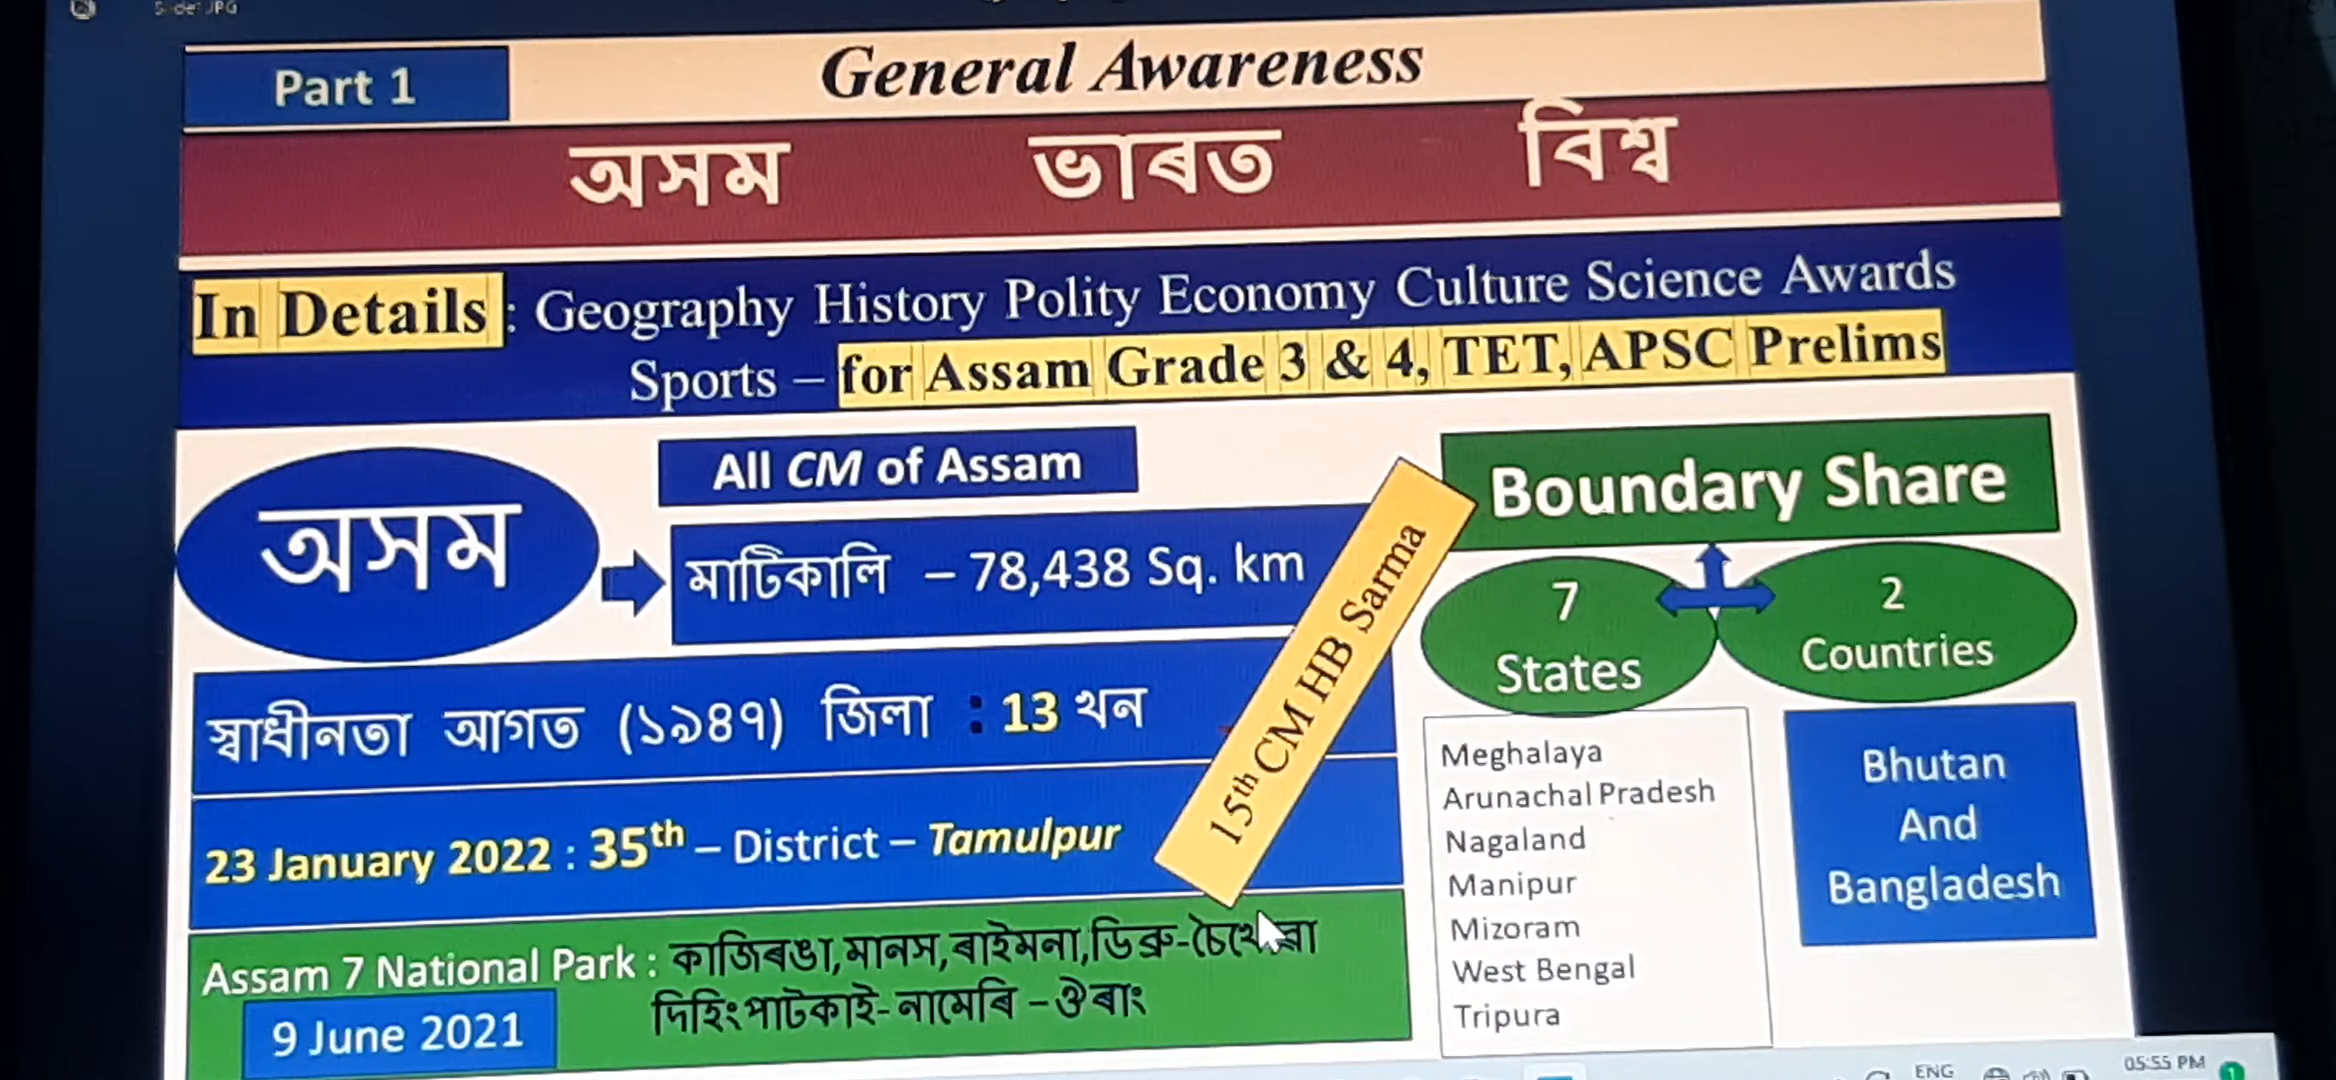 Part 1
General Awareness
অসম ভাৰত বিশ্ব
In Details : Geography History Polity Economy Culture Science Awards
Sports – for Assam Grade 3 & 4, TET, APSC Prelims
অসম
All CM of Assam
মাটিকালি – 78,438 Sq. km
স্বাধীনতা আগত (১৯৪৭) জিলা : 13 খন
23 January 2022 : 35th – District – Tamulpur
15th CM HB Sarma
Assam 7 National Park : কাজিৰঙা,মানস,ৰাইমনা,ডিব্ৰু-
দিহিংপাটকাই- নামেৰি – ঔৰাং
9 June 2021
Boundary Share
7
States
2
Countries
Meghalaya
Arunachal Pradesh
Nagaland
Manipur
Mizoram
West Bengal
Tripura
Bhutan
And
Bangladesh
ENG
05:55 PM
1